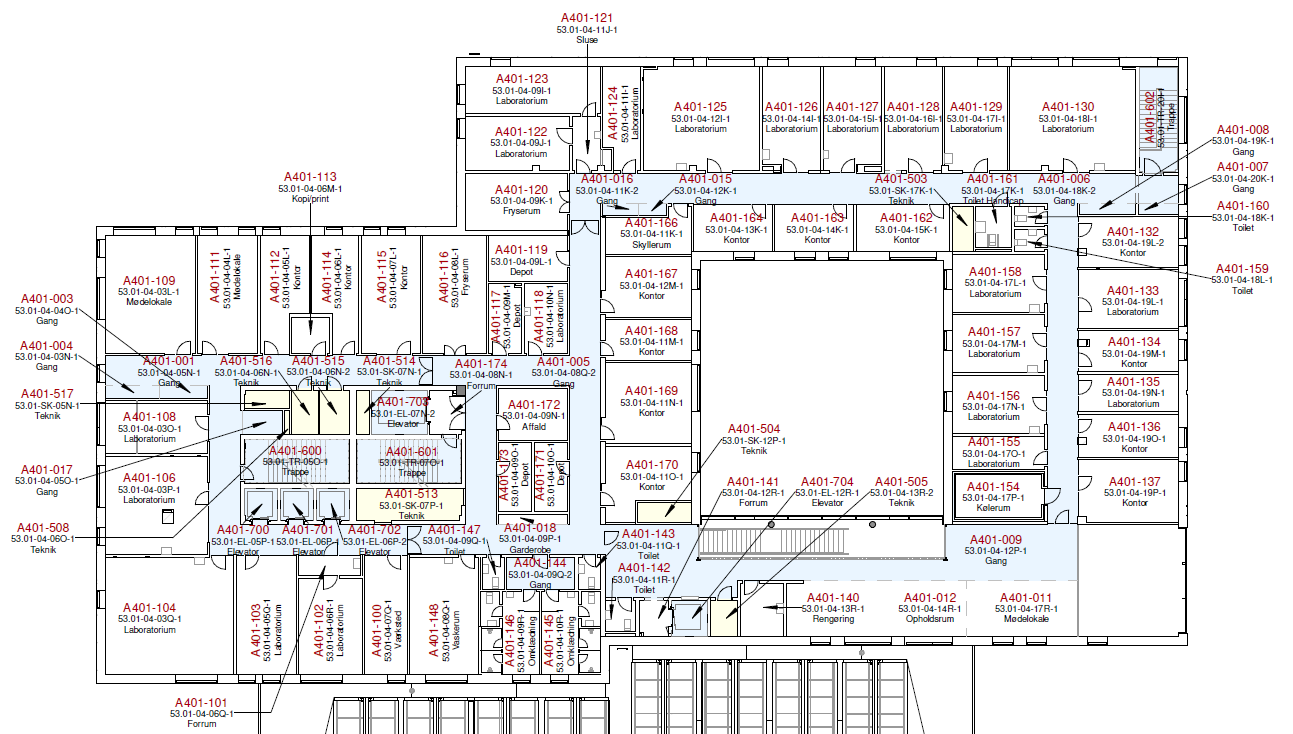 A401-121
53.01-04-11J-1
Sluse
A401-123
53.01-04-09I-1
Laboratorium
A401-124
53.01-04-11I-1
Laboratorium
A401-125
53.01-04-12I-1
Laboratorium
A401-126
53.01-04-14I-1
Laboratorium
A401-127
53.01-04-15I-1
Laboratorium
A401-128
53.01-04-16I-1
Laboratorium
A401-129
53.01-04-17I-1
Laboratorium
A401-130
53.01-04-18I-1
Laboratorium
A401-602
53.01-TR-20I-1
Trappe
A401-008
53.01-04-19K-1
Gang
A401-007
53.01-04-20K-1
Gang
A401-160
53.01-04-18K-1
Toilet
A401-159
53.01-04-18L-1
Toilet
A401-122
53.01-04-09J-1
Laboratorium
A401-113
53.01-04-06M-1
Kopi/print
A401-120
53.01-04-09K-1
Fryserum
A401-016
53.01-04-11K-2
Gang
A401-015
53.01-04-12K-1
Gang
A401-503
53.01-SK-17K-1
Teknik
A401-161
53.01-04-17K-1
Toilet Handicap
A401-006
53.01-04-18K-2
Gang
A401-166
53.01-04-11K-1
Skyllerum
A401-164
53.01-04-13K-1
Kontor
A401-163
53.01-04-14K-1
Kontor
A401-162
53.01-04-15K-1
Kontor
A401-132
53.01-04-19L-2
Kontor
A401-109
53.01-04-03L-1
Mødelokale
A401-111
53.01-04-04L-1
Mødelokale
A401-112
53.01-04-05L-1
Kontor
A401-114
53.01-04-06L-1
Kontor
A401-115
53.01-04-07L-1
Kontor
A401-116
53.01-04-08L-1
Fryserum
A401-119
53.01-04-09L-1
Depot
A401-117
53.01-04-09M-1
Depot
A401-118
53.01-04-10N-1
Laboratorium
A401-167
53.01-04-12M-1
Kontor
A401-158
53.01-04-17L-1
Laboratorium
A401-133
53.01-04-19L-1
Laboratorium
A401-003
53.01-04-04O-1
Gang
A401-004
53.01-04-03N-1
Gang
A401-168
53.01-04-11M-1
Kontor
A401-157
53.01-04-17M-1
Laboratorium
A401-134
53.01-04-19M-1
Kontor
A401-001
53.01-04-05N-1
Gang
A401-516
53.01-04-06N-1
Teknik
A401-515
53.01-04-06N-2
Teknik
A401-514
53.01-SK-07N-1
Teknik
A401-174
53.01-04-08N-1
Forrum
A401-005
53.01-04-08Q-2
Gang
A401-517
53.01-SK-05N-1
Teknik
A401-108
53.01-04-03O-1
Laboratorium
A401-703
53.01-EL-07N-2
Elevator
A401-172
53.01-04-09N-1
Affald
A401-169
53.01-04-11N-1
Kontor
A401-156
53.01-04-17N-1
Laboratorium
A401-135
53.01-04-19N-1
Laboratorium
A401-136
53.01-04-19O-1
Kontor
A401-504
53.01-SK-12P-1
Teknik
A401-155
53.01-04-17O-1
Laboratorium
A401-017
53.01-04-05O-1
Gang
A401-106
53.01-04-03P-1
Laboratorium
A401-600
53.01-TR-05O-1
Trappe
A401-601
53.01-TR-07O-1
Trappe
A401-173
53.01-04-09O-1
Depot
A401-171
53.01-04-10O-1
Depot
A401-170
53.01-04-11O-1
Kontor
A401-141
53.01-04-12R-1
Forrum
A401-704
53.01-EL-12R-1
Elevator
A401-505
53.01-04-13R-2
Teknik
A401-154
53.01-04-17P-1
Kølerum
A401-137
53.01-04-19P-1
Kontor
A401-513
53.01-SK-07P-1
Teknik
A401-508
53.01-04-06O-1
Teknik
A401-700
53.01-EL-05P-1
Elevator
A401-701
53.01-EL-06P-1
Elevator
A401-702
53.01-EL-06P-2
Elevator
A401-147
53.01-04-09Q-1
Toilet
A401-018
53.01-04-09P-1
Garderobe
A401-143
53.01-04-11Q-1
Toilet
A401-009
53.01-04-12P-1
Gang
A401-144
53.01-04-09Q-2
Gang
A401-142
53.01-04-11R-1
Toilet
A401-104
53.01-04-03Q-1
Laboratorium
A401-103
53.01-04-05Q-1
Laboratorium
A401-102
53.01-04-06R-1
Laboratorium
A401-100
53.01-04-07Q-1
Værksted
A401-148
53.01-04-08Q-1
Vaskerum
A401-146
53.01-04-09R-1
Omklædning
A401-145
53.01-04-10R-1
Omklædning
A401-140
53.01-04-13R-1
Rengøring
A401-012
53.01-04-14R-1
Opholdsrum
A401-011
53.01-04-17R-1
Mødelokale
A401-101
53.01-04-06Q-1
Forrum